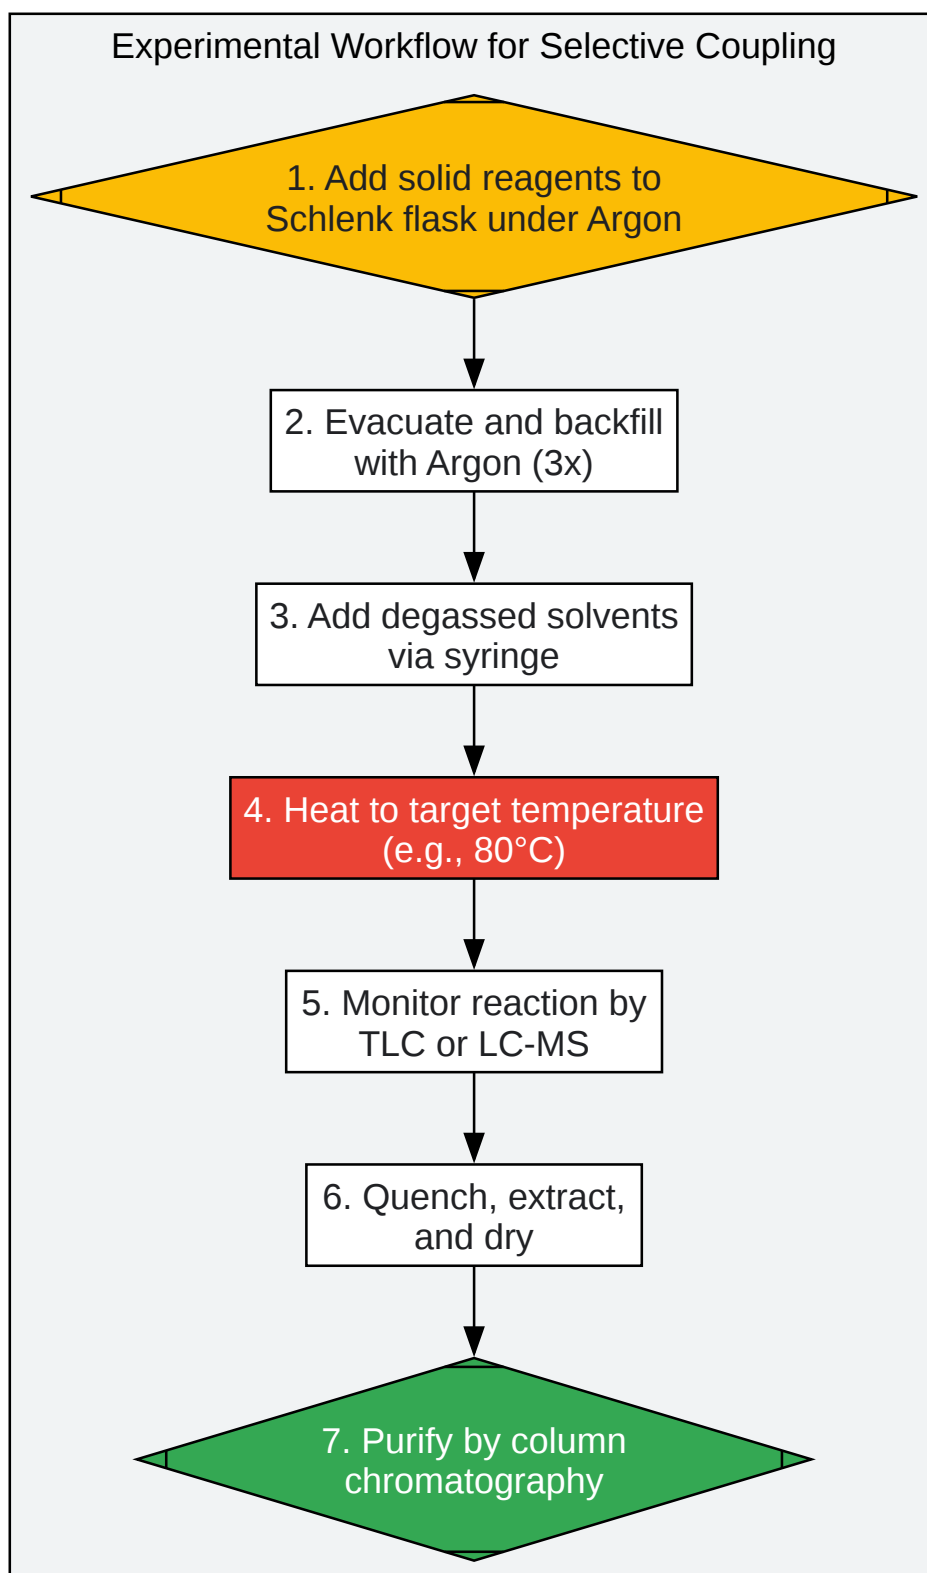 Experimental Workflow for Selective Coupling
1. Add solid reagents to
Schlenk flask under Argon
2. Evacuate and backfill
with Argon (3x)
3. Add degassed solvents
via syringe
4. Heat to target temperature
(e.g., 80°C)
5. Monitor reaction by
TLC or LC-MS
6. Quench, extract,
and dry
7. Purify by column
chromatography